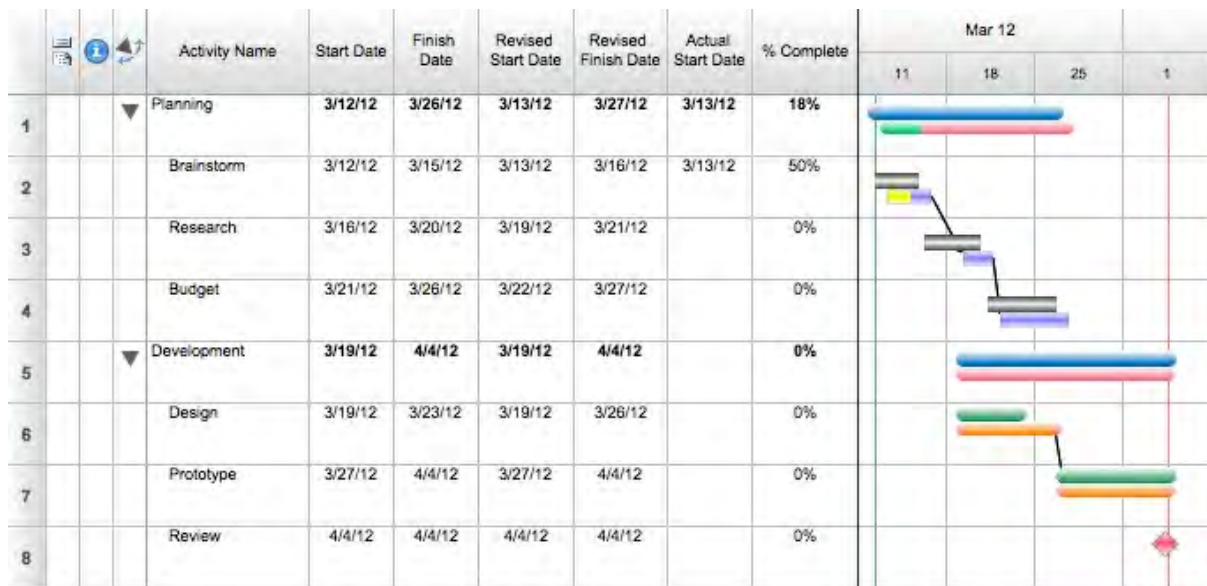 Mar 12
Activity Name Start Date Finish Date Revised Start Date Revised Finish Date Actual Start Date % Complete
11 18 25 1
1 Planning 3/12/12 3/26/12 3/13/12 3/27/12 3/13/12 18%
2 Brainstorm 3/12/12 3/15/12 3/13/12 3/16/12 3/13/12 50%
3 Research 3/16/12 3/20/12 3/19/12 3/21/12 0%
4 Budget 3/21/12 3/26/12 3/22/12 3/27/12 0%
5 Development 3/19/12 4/4/12 3/19/12 4/4/12 0%
6 Design 3/19/12 3/23/12 3/19/12 3/26/12 0%
7 Prototype 3/27/12 4/4/12 3/27/12 4/4/12 0%
8 Review 4/4/12 4/4/12 4/4/12 4/4/12 0%